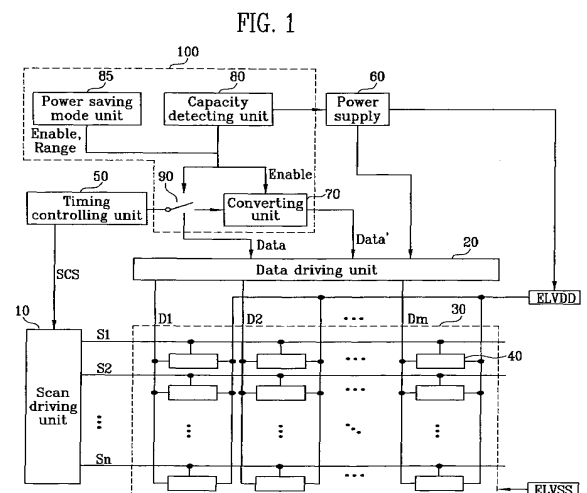 FIG. 1
100
85
80
60
Power saving
mode unit
Capacity
detecting unit
Power
supply
Enable,
Range
50
90
Enable
70
Timing
controlling unit
Converting
unit
Data
Data'
20
SCS
Data driving unit
ELVDD
10
D1
D2
...
Dm
30
S1
40
S2
Scan
driving
unit
Sn
ELVSS